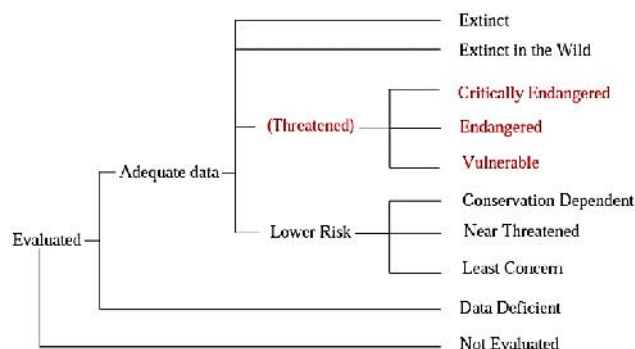 Extinct
Extinct in the Wild
Critically Endangered
(Threatened)
Endangered
Vulnerable
Adequate data
Conservation Dependent
Evaluated
Lower Risk
Near Threatened
Least Concern
Data Deficient
Not Evaluated